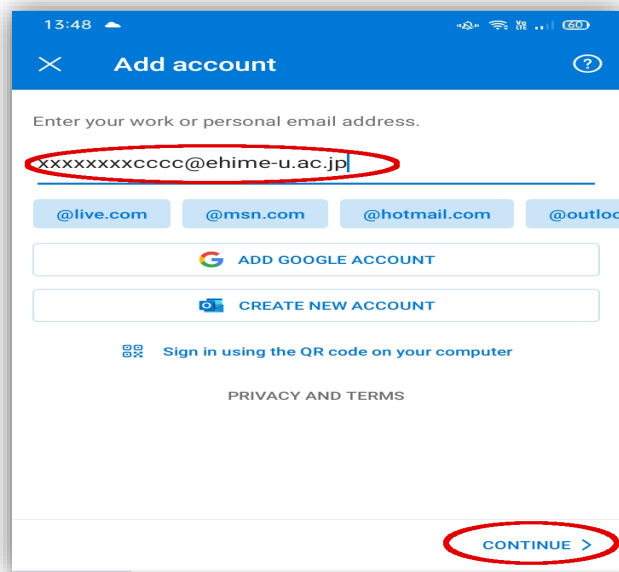 13:48 60
Add account
Enter your work or personal email address.
xxxxxxxxcccc@ehime-u.ac.jp
@live.com @msn.com @hotmail.com @outloo
ADD GOOGLE ACCOUNT
CREATE NEW ACCOUNT
Sign in using the QR code on your computer
PRIVACY AND TERMS
CONTINUE